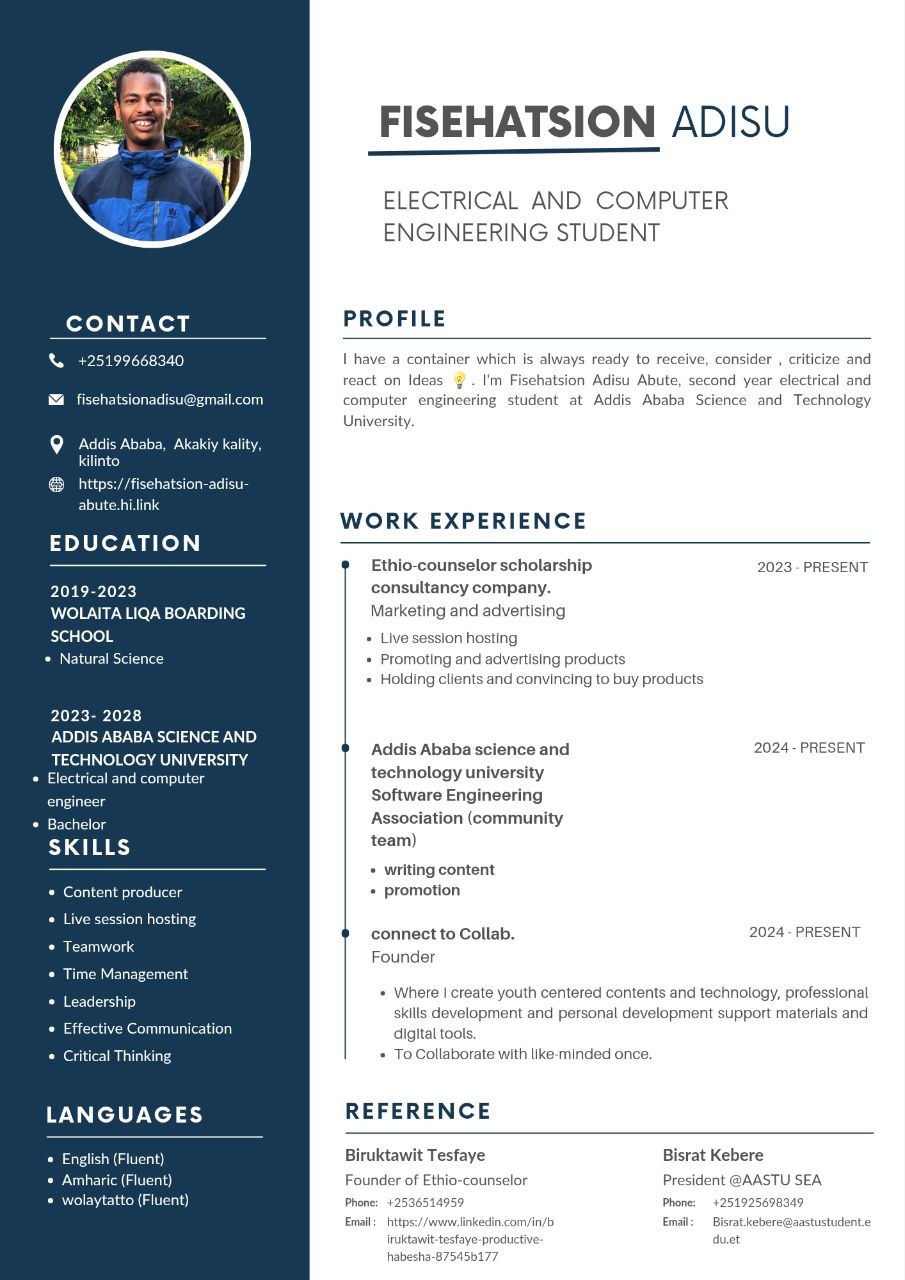 FISEHATSION ADISU
ELECTRICAL AND COMPUTER
ENGINEERING STUDENT
CONTACT
+25199668340
fisehatsionadisu@gmail.com
Addis Ababa, Akakiy kality,
kilinto
https://fisehatsion-adisu-
abute.hi.link
EDUCATION
2019-2023
WOLAITA LIQA BOARDING
SCHOOL
• Natural Science
2023- 2028
ADDIS ABABA SCIENCE AND
TECHNOLOGY UNIVERSITY
• Electrical and computer
engineer
• Bachelor
SKILLS
• Content producer
• Live session hosting
• Teamwork
• Time Management
• Leadership
• Effective Communication
• Critical Thinking
LANGUAGES
• English (Fluent)
• Amharic (Fluent)
• wolaytatto (Fluent)
PROFILE
I have a container which is always ready to receive, consider , criticize and
react on Ideas 💡. I'm Fisehatsion Adisu Abute, second year electrical and
computer engineering student at Addis Ababa Science and Technology
University.
WORK EXPERIENCE
Ethio-counselor scholarship
consultancy company.
2023 - PRESENT
Marketing and advertising
• Live session hosting
• Promoting and advertising products
• Holding clients and convincing to buy products
Addis Ababa science and
technology university
Software Engineering
Association (community
team)
2024 - PRESENT
• writing content
• promotion
connect to Collab.
2024 - PRESENT
Founder
• Where I create youth centered contents and technology, professional
skills development and personal development support materials and
digital tools.
• To Collaborate with like-minded once.
REFERENCE
Biruktawit Tesfaye
Founder of Ethio-counselor
Phone: +2536514959
Email : https://www.linkedin.com/in/b
iruktawit-tesfaye-productive-
habesha-87545b177
Bisrat Kebere
President @AASTU SEA
Phone: +251925698349
Email : Bisrat.kebere@aastustudent.e
du.et